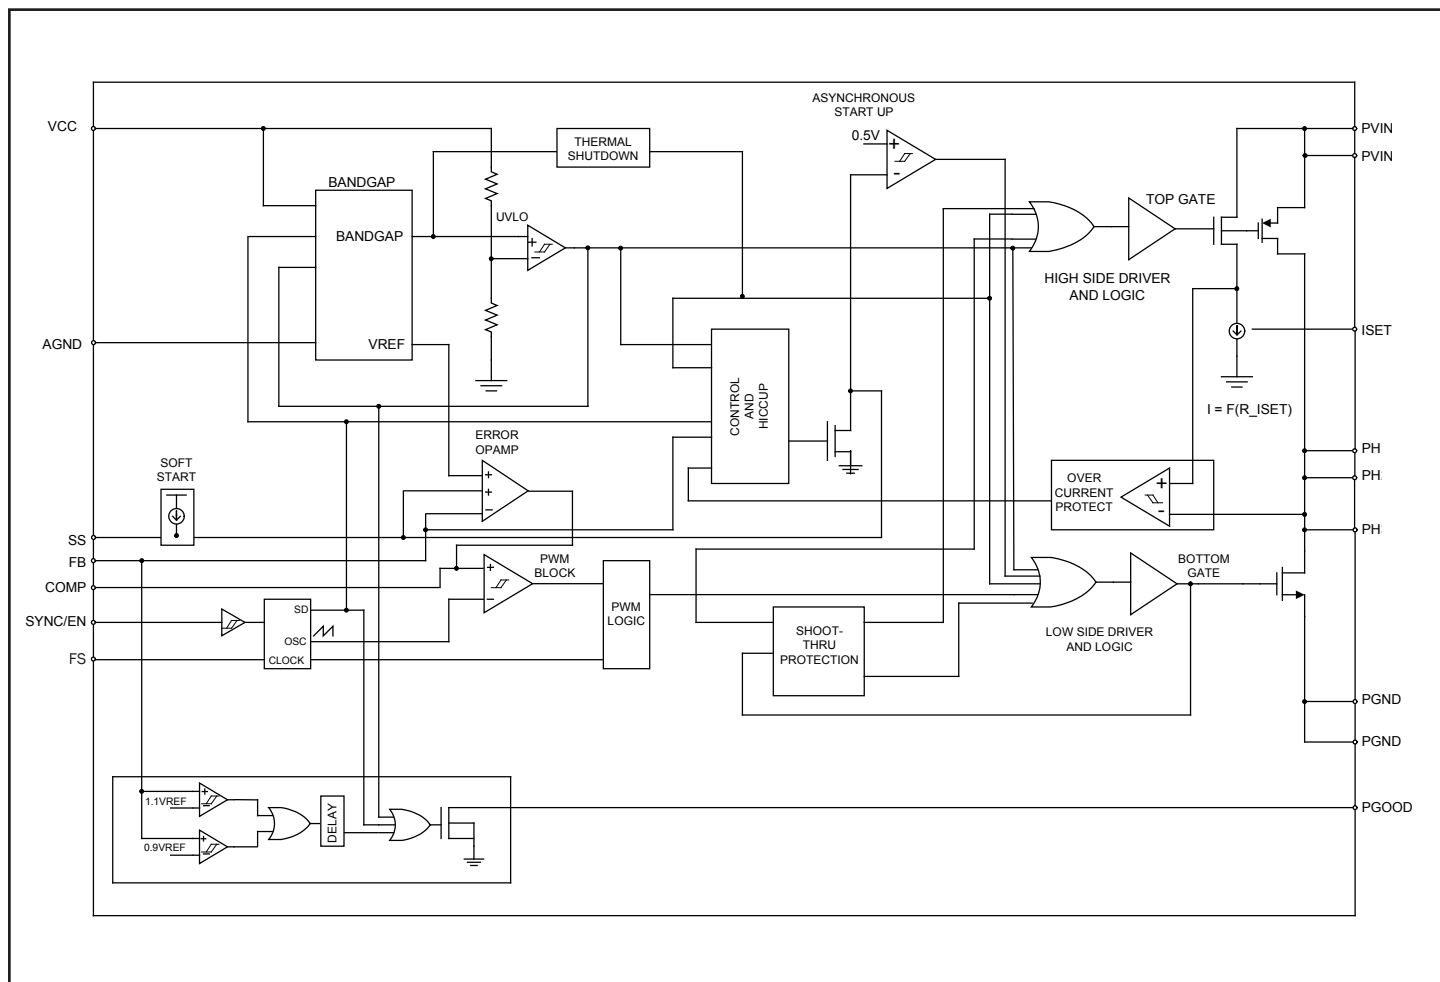 ASYNCHRONOUS
START UP
VCC
0.5V
+
-
PVIN
THERMAL
SHUTDOWN
PVIN
BANDGAP
TOP GATE
UVLO
BANDGAP
+
-
HIGH SIDE DRIVER
AND LOGIC
AGND
VREF
ISET
CONTROL
AND
HICCUP
I = F(R_ISET)
ERROR
OPAMP
PH
SOFT
START
+
+
-
OVER
CURRENT
PROTECT
+
-
PH
SS
PH
FB
PWM
BLOCK
BOTTOM
GATE
COMP
+
-
SD
PWM
LOGIC
SYNC/EN
OSC
SHOOT-
THRU
PROTECTION
LOW SIDE DRIVER
AND LOGIC
FS
CLOCK
PGND
PGND
1.1VREF
+
-
DELAY
PGOOD
0.9VREF
+
-